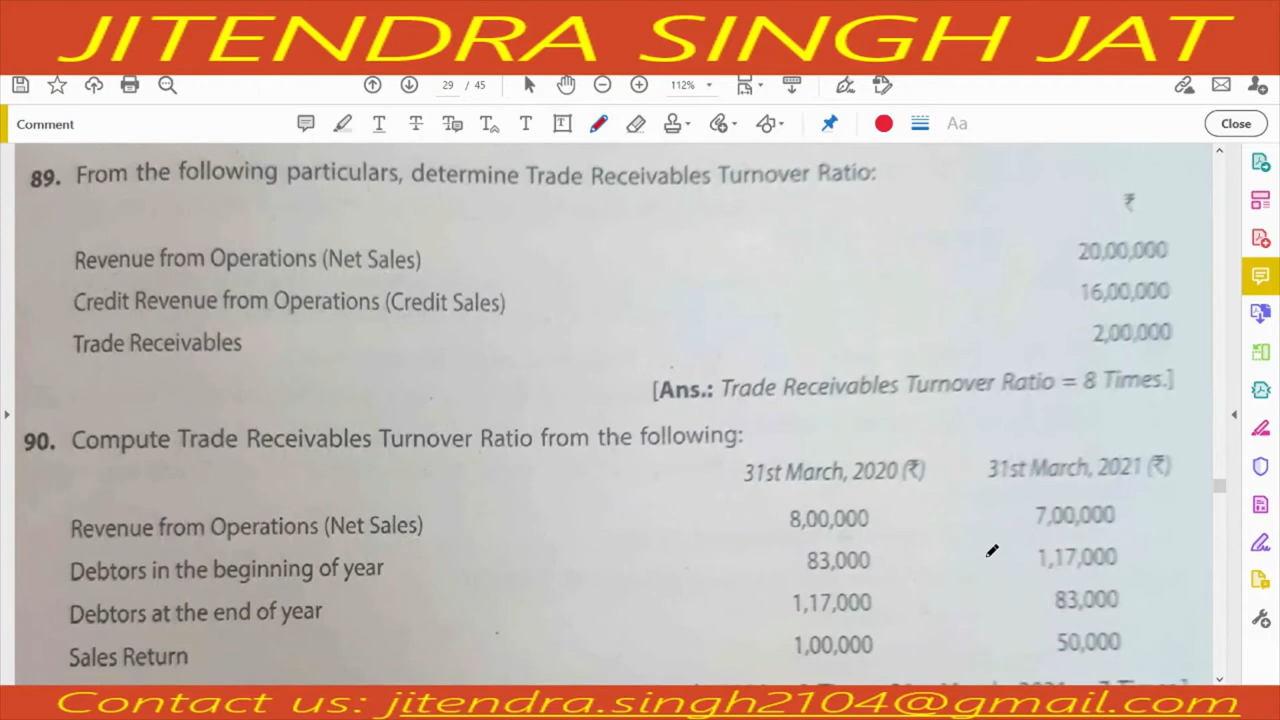 JITENDRA SINGH JAT
29 / 45
112%
Aa
Comment
Close
89. From the following particulars, determine Trade Receivables Turnover Ratio:
₹
Revenue from Operations (Net Sales) 20,00,000
Credit Revenue from Operations (Credit Sales) 16,00,000
Trade Receivables 2,00,000
[Ans.: Trade Receivables Turnover Ratio = 8 Times.]
90. Compute Trade Receivables Turnover Ratio from the following:
31st March, 2020 (₹) 31st March, 2021 (₹)
Revenue from Operations (Net Sales) 8,00,000 7,00,000
Debtors in the beginning of year 83,000 1,17,000
Debtors at the end of year 1,17,000 83,000
Sales Return 1,00,000 50,000
Contact us: jitendra.singh2104@gmail.com